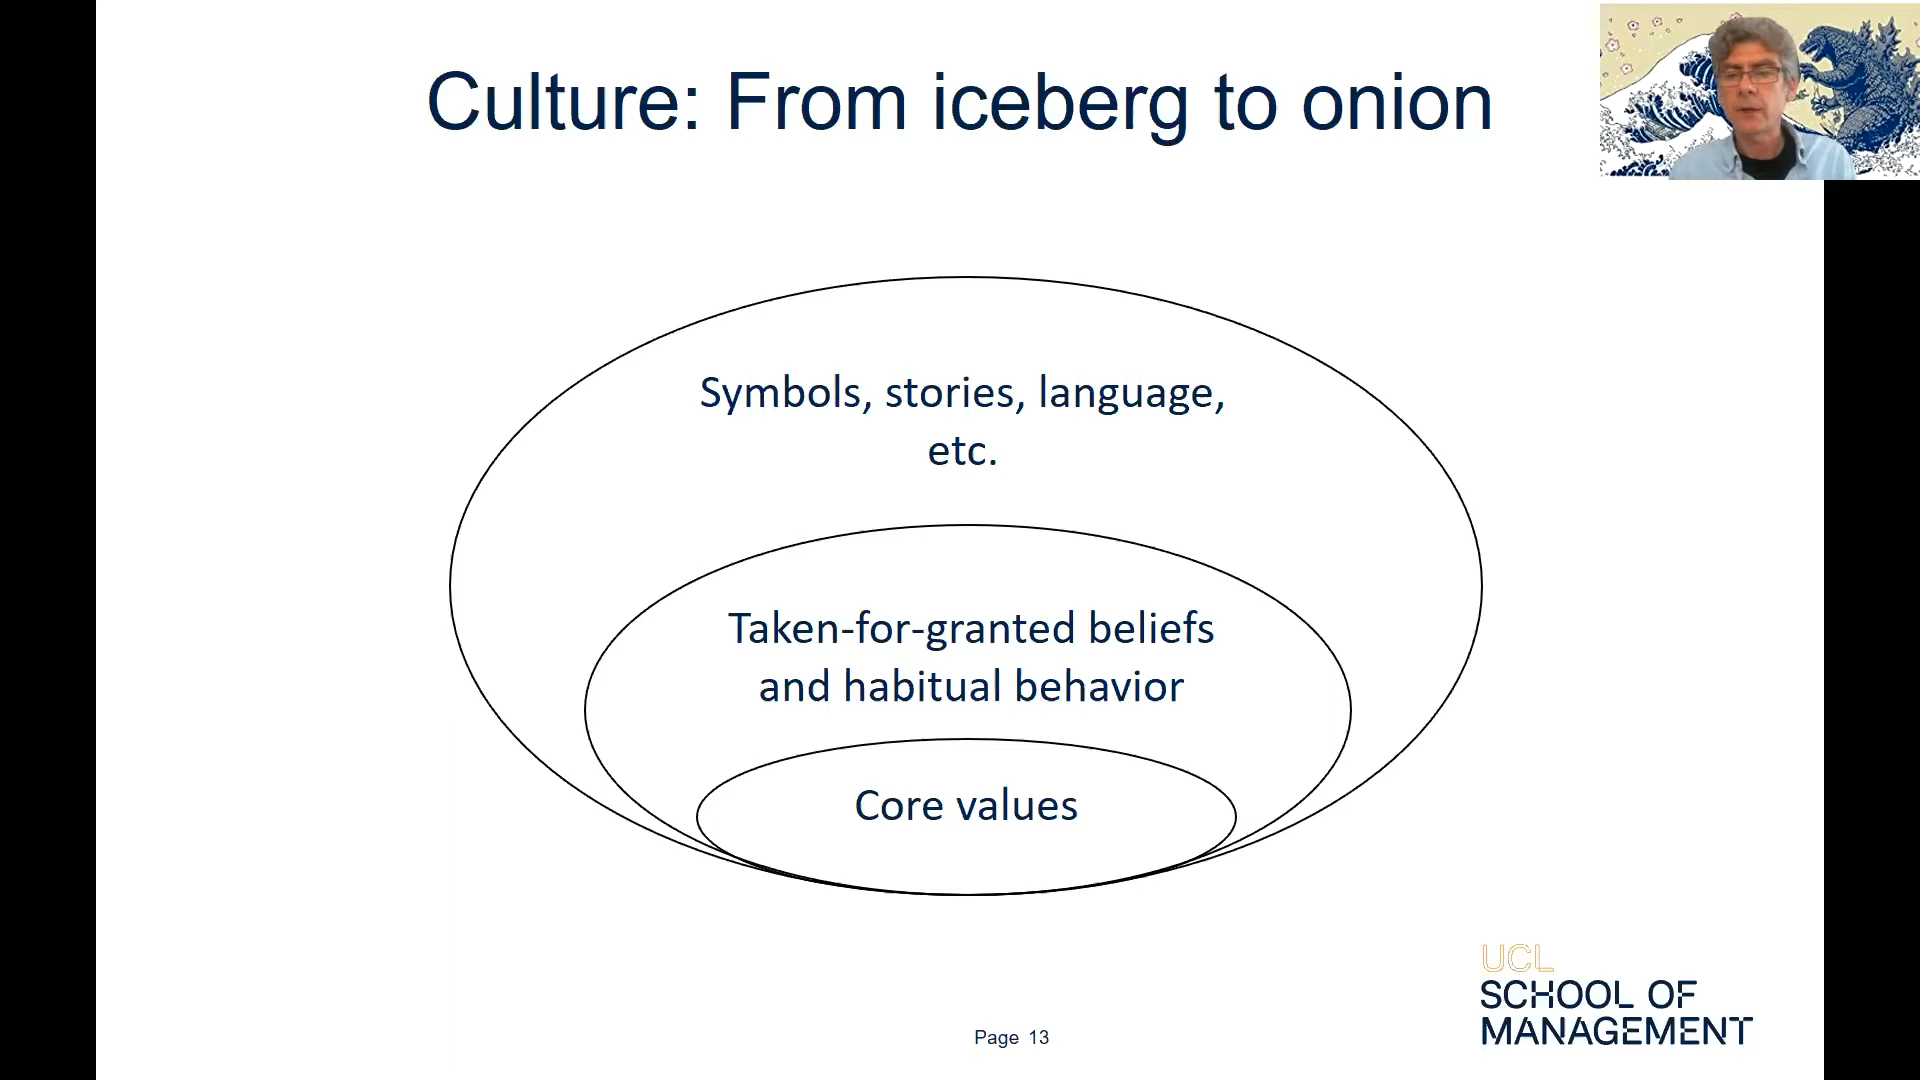 Culture: From iceberg to onion
Symbols, stories, language,
etc.
Taken-for-granted beliefs
and habitual behavior
Core values
UCL
SCHOOL OF
MANAGEMENT
Page 13